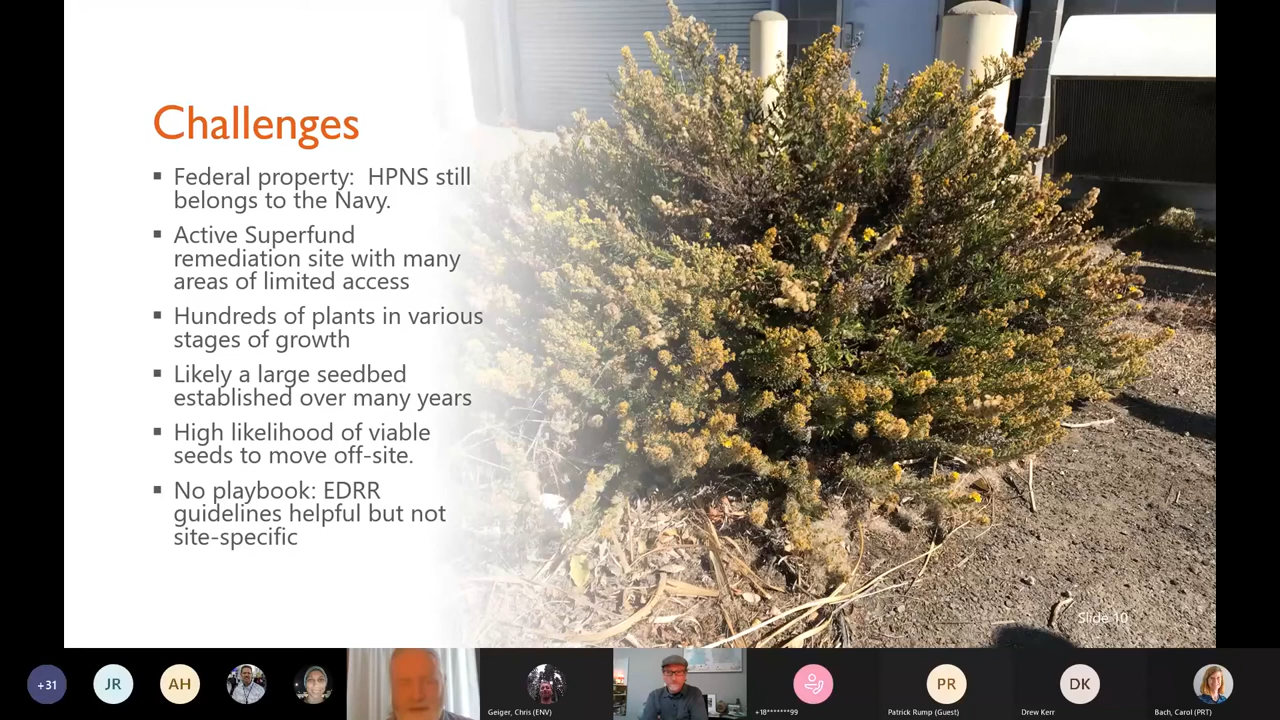 Challenges
Federal property:  HPNS still
belongs to the Navy.
Active Superfund
remediation site with many
areas of limited access
Hundreds of plants in various
stages of growth
Likely a large seedbed
established over many years
High likelihood of viable
seeds to move off-site.
No playbook: EDRR
guidelines helpful but not
site-specific
Slide 10
+31
JR
AH
PR
DK
Geiger, Chris (ENV)
+18*******99
Patrick Rump (Guest)
Drew Kerr
Bach, Carol (PRT)